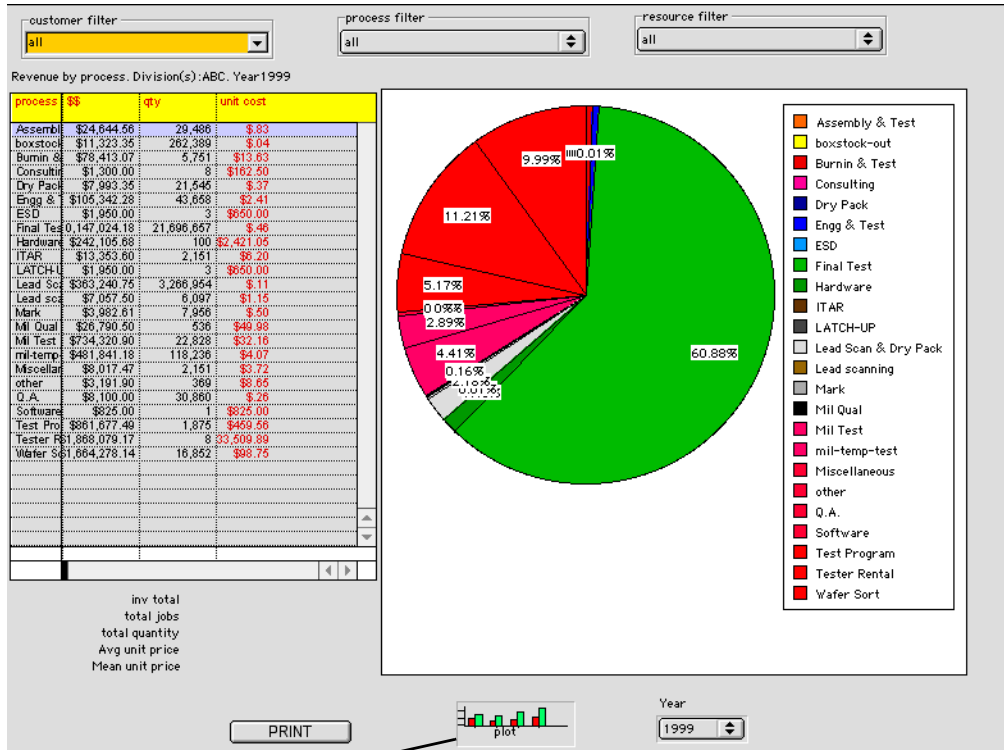 customer filter
process filter
resource filter
all
all
all
Revenue by process. Division(s):ABC. Year1999
process $$ qty unit cost
Assembl $24,644.56 29,486 $.83
boxstock $11,323.35 262,389 $.04
Burnin & $78,413.07 5,751 $13.63
Consultin $1,300.00 8 $162.50
Dry Pack $7,993.35 21,545 $.37
Engg & T $105,342.28 43,658 $2.41
ESD $1,950.00 3 $650.00
Final Tes 0,147,024.18 21,696,657 $.46
Hardware $242,105.68 100 $2,421.05
ITAR $13,353.60 2,151 $6.20
LATCH-U $1,950.00 3 $650.00
Lead Sca $363,240.75 3,266,954 $.11
Lead sca $7,057.50 6,097 $1.15
Mark $3,982.61 7,956 $.50
Mil Qual $26,790.50 536 $49.98
Mil Test $734,320.90 22,828 $32.16
mil-temp- $481,841.18 118,236 $4.07
Miscellar $8,017.47 2,151 $3.72
other $3,191.90 369 $8.65
Q.A. $8,100.00 30,860 $.26
Software $825.00 1 $825.00
Test Pro $861,677.49 1,875 $459.56
Tester R $1,868,079.17 8 33,509.89
Wafer So $1,664,278.14 16,852 $98.75
9.99%
0.01%
11.21%
5.17%
2.89%
4.41%
0.16%
60.88%
Assembly & Test
boxstock-out
Burnin & Test
Consulting
Dry Pack
Engg & Test
ESD
Final Test
Hardware
ITAR
LATCH-UP
Lead Scan & Dry Pack
Lead scanning
Mark
Mil Qual
Mil Test
mil-temp-test
Miscellaneous
other
Q.A.
Software
Test Program
Tester Rental
Wafer Sort
inv total
total jobs
total quantity
Avg unit price
Mean unit price
PRINT
plot
Year
1999